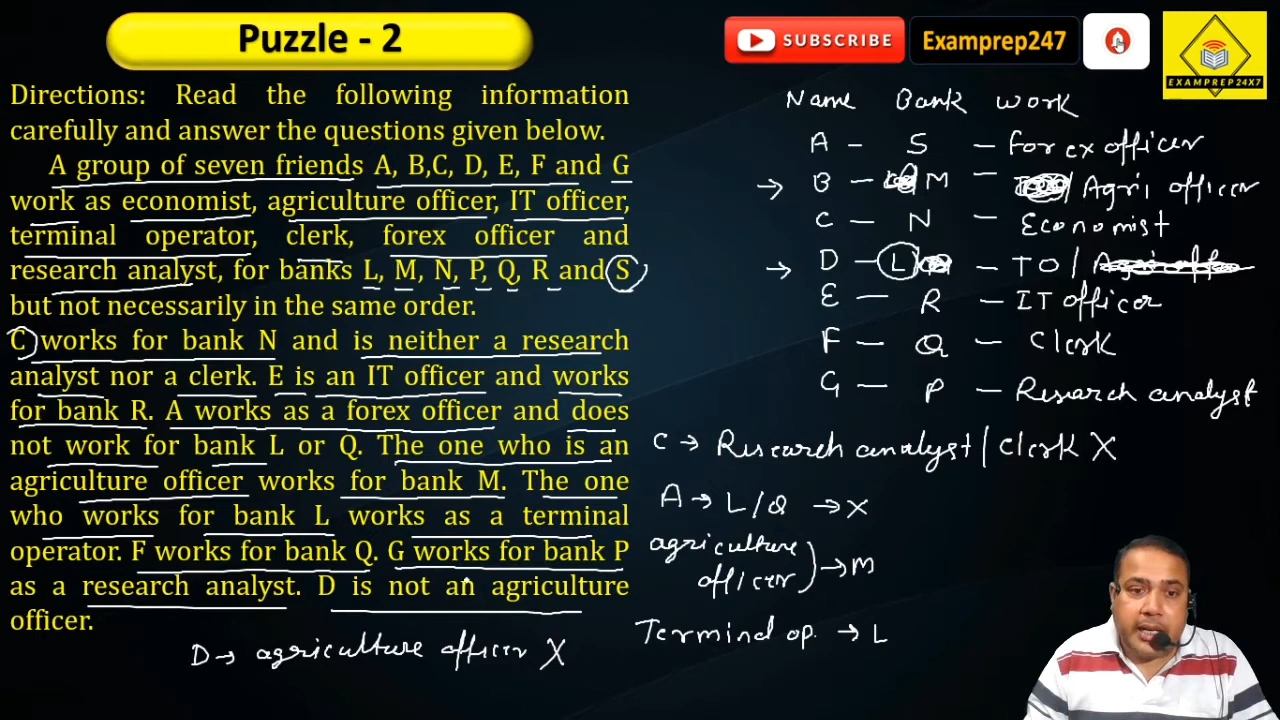 Puzzle - 2
SUBSCRIBE
Examprep247
EXAMPREP24X7
Directions: Read the following information
carefully and answer the questions given below.
A group of seven friends A, B,C, D, E, F and G
work as economist, agriculture officer, IT officer,
terminal operator, clerk, forex officer and
research analyst, for banks L, M, N, P, Q, R and S
but not necessarily in the same order.
C works for bank N and is neither a research
analyst nor a clerk. E is an IT officer and works
for bank R. A works as a forex officer and does
not work for bank L or Q. The one who is an
agriculture officer works for bank M. The one
who works for bank L works as a terminal
operator. F works for bank Q. G works for bank P
as a research analyst. D is not an agriculture
officer.
D → agriculture officer X
Name Bank work
A - S - Forex officer
→ B - M - / Agri officer
C - N - Economist
→ D - L - TO /
E - R - IT officer
F - Q - Clerk
G - P - Research analyst
C → Research analyst / Clerk X
A → L/Q → X
agriculture
officer ) → M
Terminal op. → L